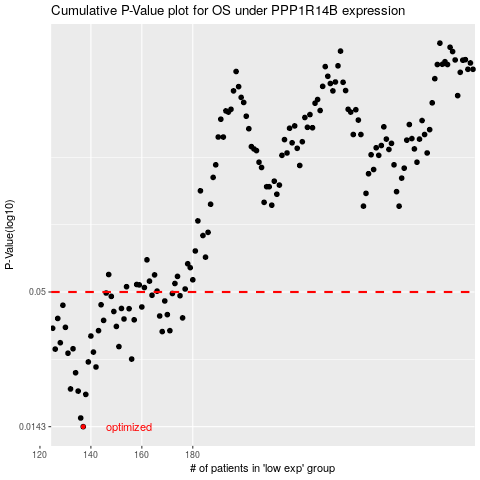 Cumulative P-Value plot for OS under PPP1R14B expression
P-Value(log10)
0.05
0.0143
optimized
120 140 160 180
# of patients in 'low exp' group